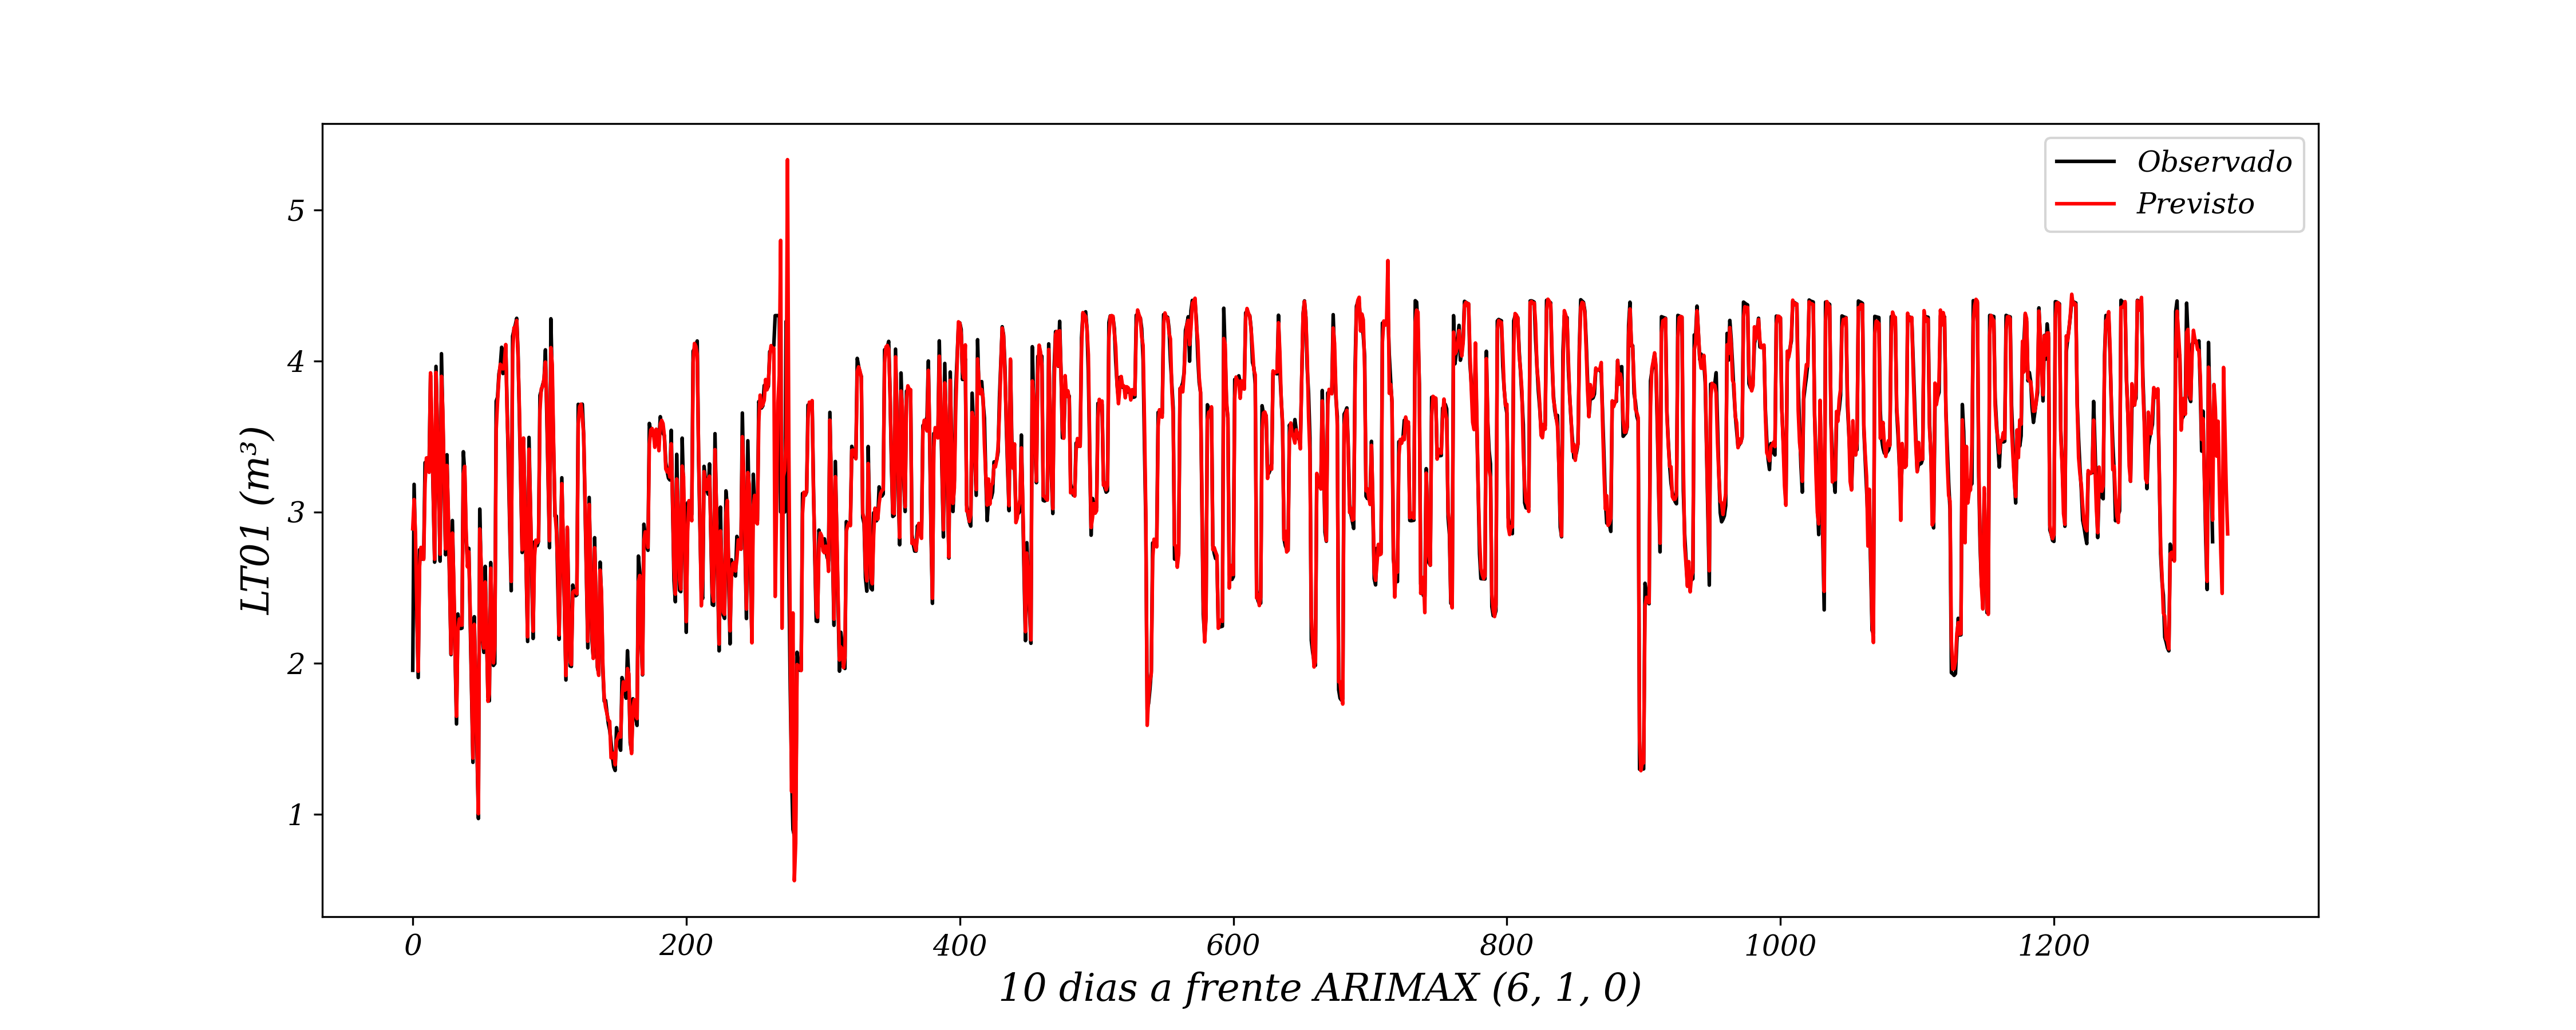 Observado
Previsto
LT01 (m³)
5
4
3
2
1
0 200 400 600 800 1000 1200
10 dias a frente ARIMAX (6, 1, 0)